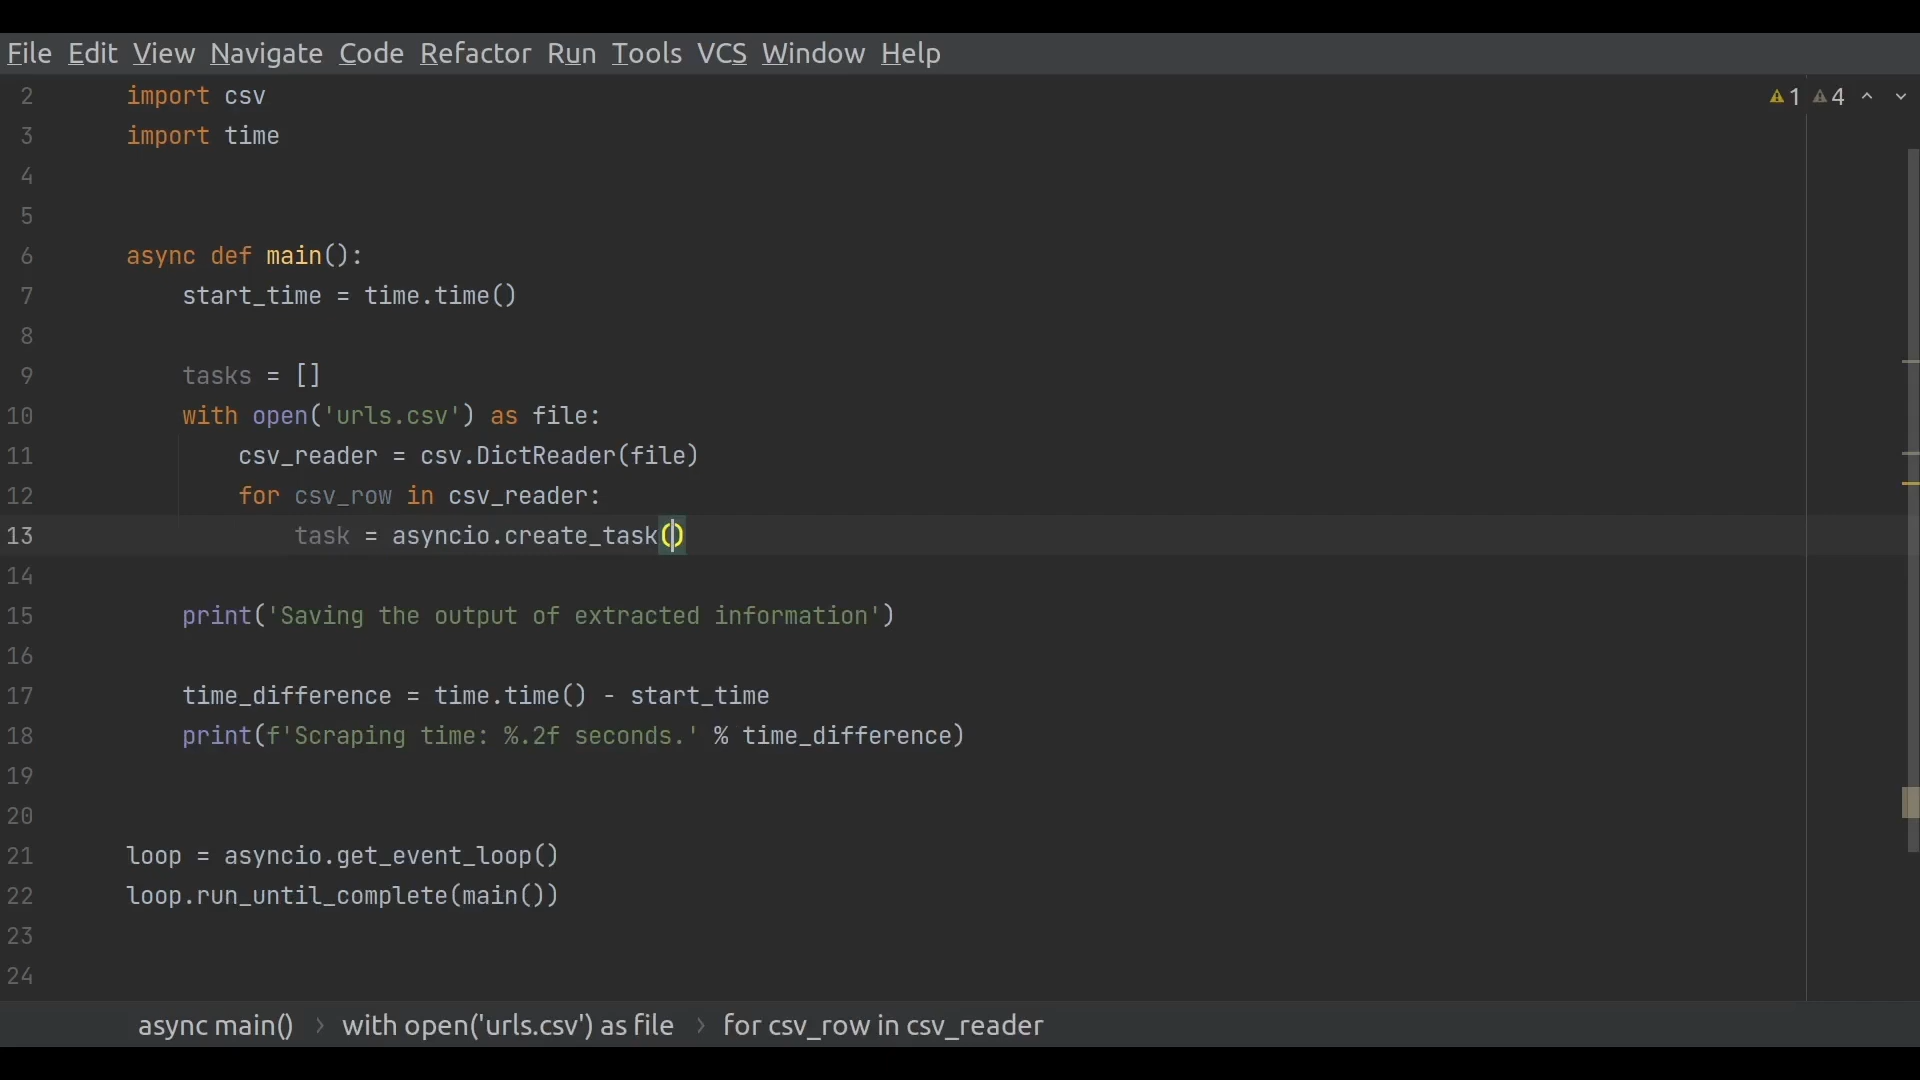 File Edit View Navigate Code Refactor Run Tools VCS Window Help
2 import csv
1 4
3 import time
4
5
6 async def main():
7 start_time = time.time()
8
9 tasks = []
10 with open('urls.csv') as file:
11 csv_reader = csv.DictReader(file)
12 for csv_row in csv_reader:
13 task = asyncio.create_task()
14
15 print('Saving the output of extracted information')
16
17 time_difference = time.time() - start_time
18 print(f'Scraping time: %.2f seconds.' % time_difference)
19
20
21 loop = asyncio.get_event_loop()
22 loop.run_until_complete(main())
23
24
async main() › with open('urls.csv') as file › for csv_row in csv_reader